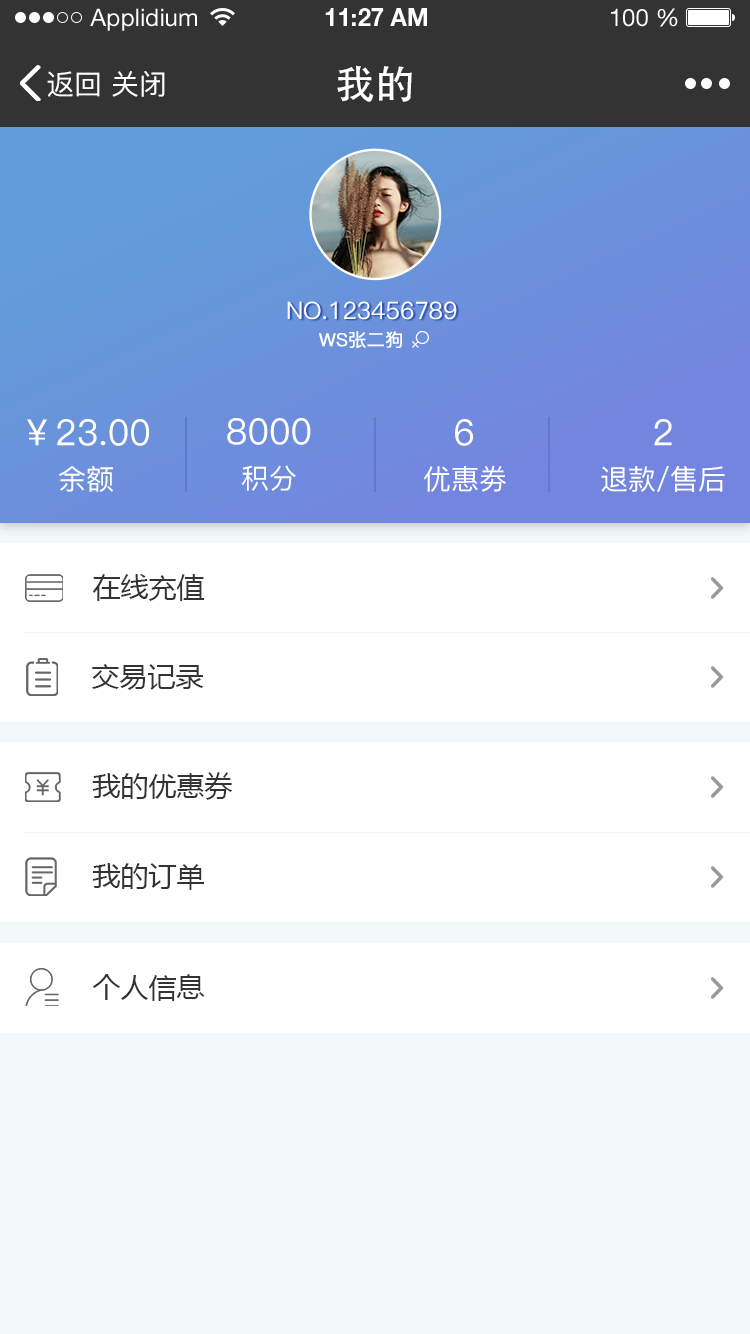 Applidium 11:27 AM 100 %
返回 关闭 我的
NO.123456789
WS张二狗
¥23.00 8000 6 2
余额 积分 优惠券 退款/售后
在线充值
交易记录
¥ 我的优惠券
我的订单
个人信息